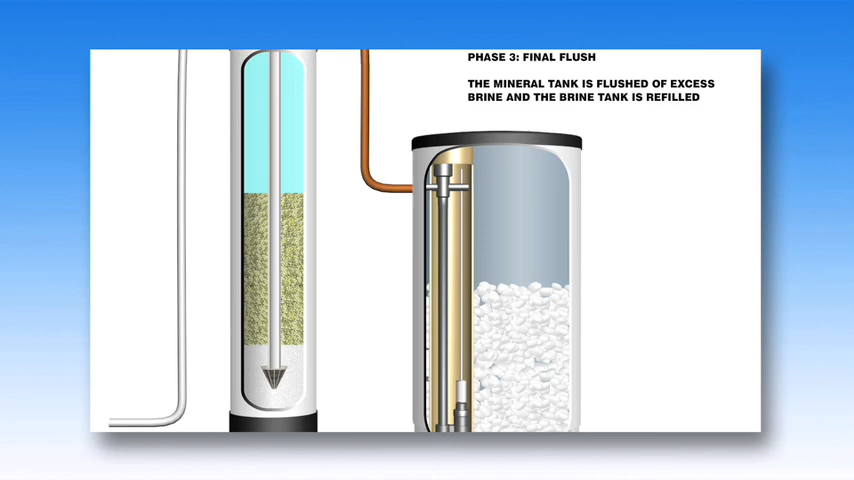 PHASE 3: FINAL FLUSH
THE MINERAL TANK IS FLUSHED OF EXCESS
BRINE AND THE BRINE TANK IS REFILLED